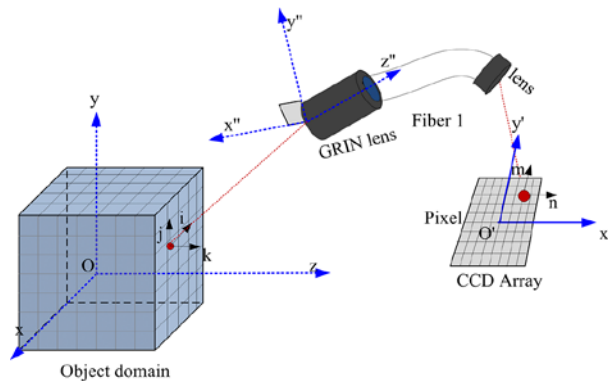 y"
z"
x"
GRIN lens
Fiber 1
lens
y
y'
m
n
Pixel
O'
x
CCD Array
j
i
k
O
z
x
Object domain